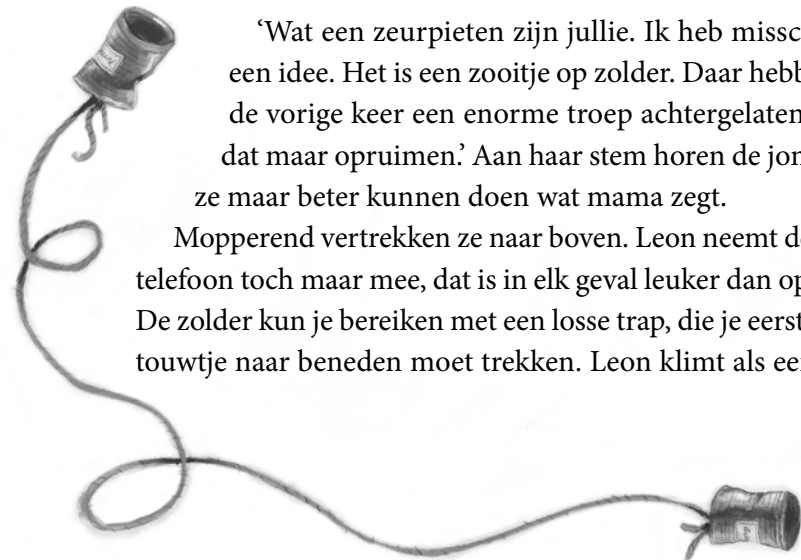 ‘Wat een zeurpieten zijn jullie. Ik heb missc
een idee. Het is een zooitje op zolder. Daar hebb
de vorige keer een enorme troep achtergelaten
dat maar opruimen.’ Aan haar stem horen de jon
ze maar beter kunnen doen wat mama zegt.
Mopperend vertrekken ze naar boven. Leon neemt d
telefoon toch maar mee, dat is in elk geval leuker dan op
De zolder kun je bereiken met een losse trap, die je eerst
touwtje naar beneden moet trekken. Leon klimt als ee